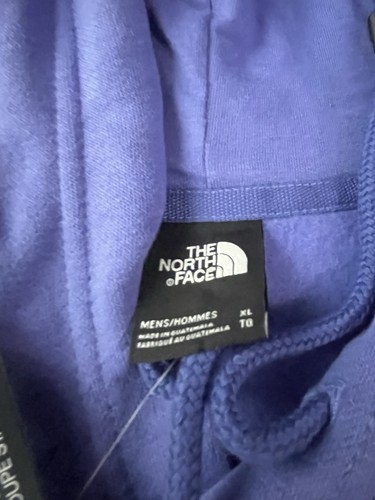 THE
NORTH
FACE
MENS/HOMMES XL
MADE IN GUATEMALA TG
FABRIQUÉ AU GUATEMALA